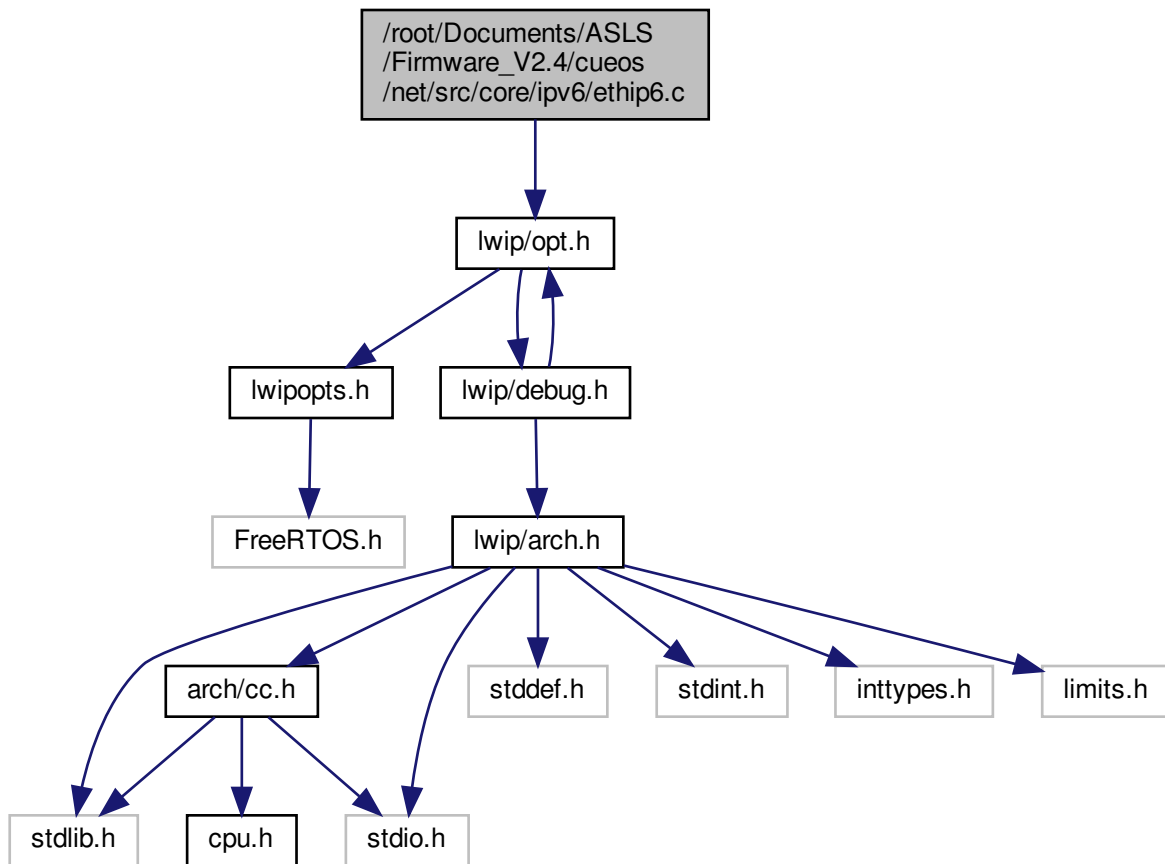 /root/Documents/ASLS
/Firmware_V2.4/cueos
/net/src/core/ipv6/ethip6.c
lwip/opt.h
lwipopts.h
lwip/debug.h
FreeRTOS.h
lwip/arch.h
arch/cc.h
stddef.h
stdint.h
inttypes.h
limits.h
stdlib.h
cpu.h
stdio.h